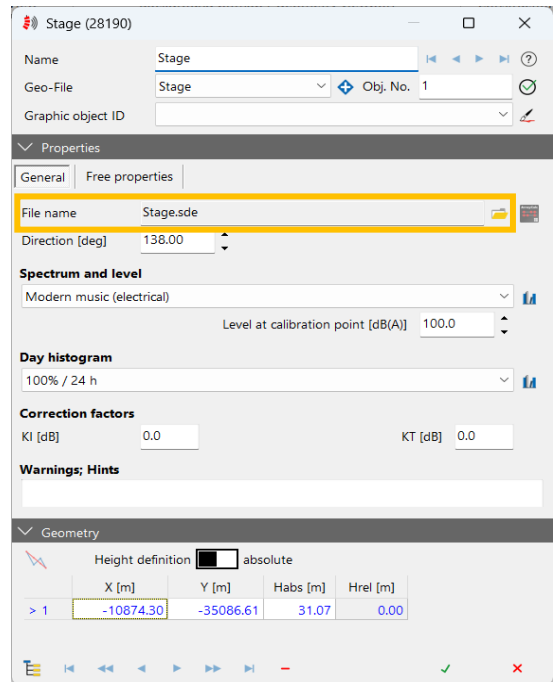 Stage (28190)
Name Stage
Geo-File Stage Obj. No. 1
Graphic object ID
Properties
General Free properties
File name Stage.sde
Direction [deg] 138.00
Spectrum and level
Modern music (electrical)
Level at calibration point [dB(A)] 100.0
Day histogram
100% / 24 h
Correction factors
KI [dB] 0.0 KT [dB] 0.0
Warnings; Hints
Geometry
Height definition absolute
X [m] Y [m] Habs [m] Hrel [m]
> 1 -10874.30 -35086.61 31.07 0.00